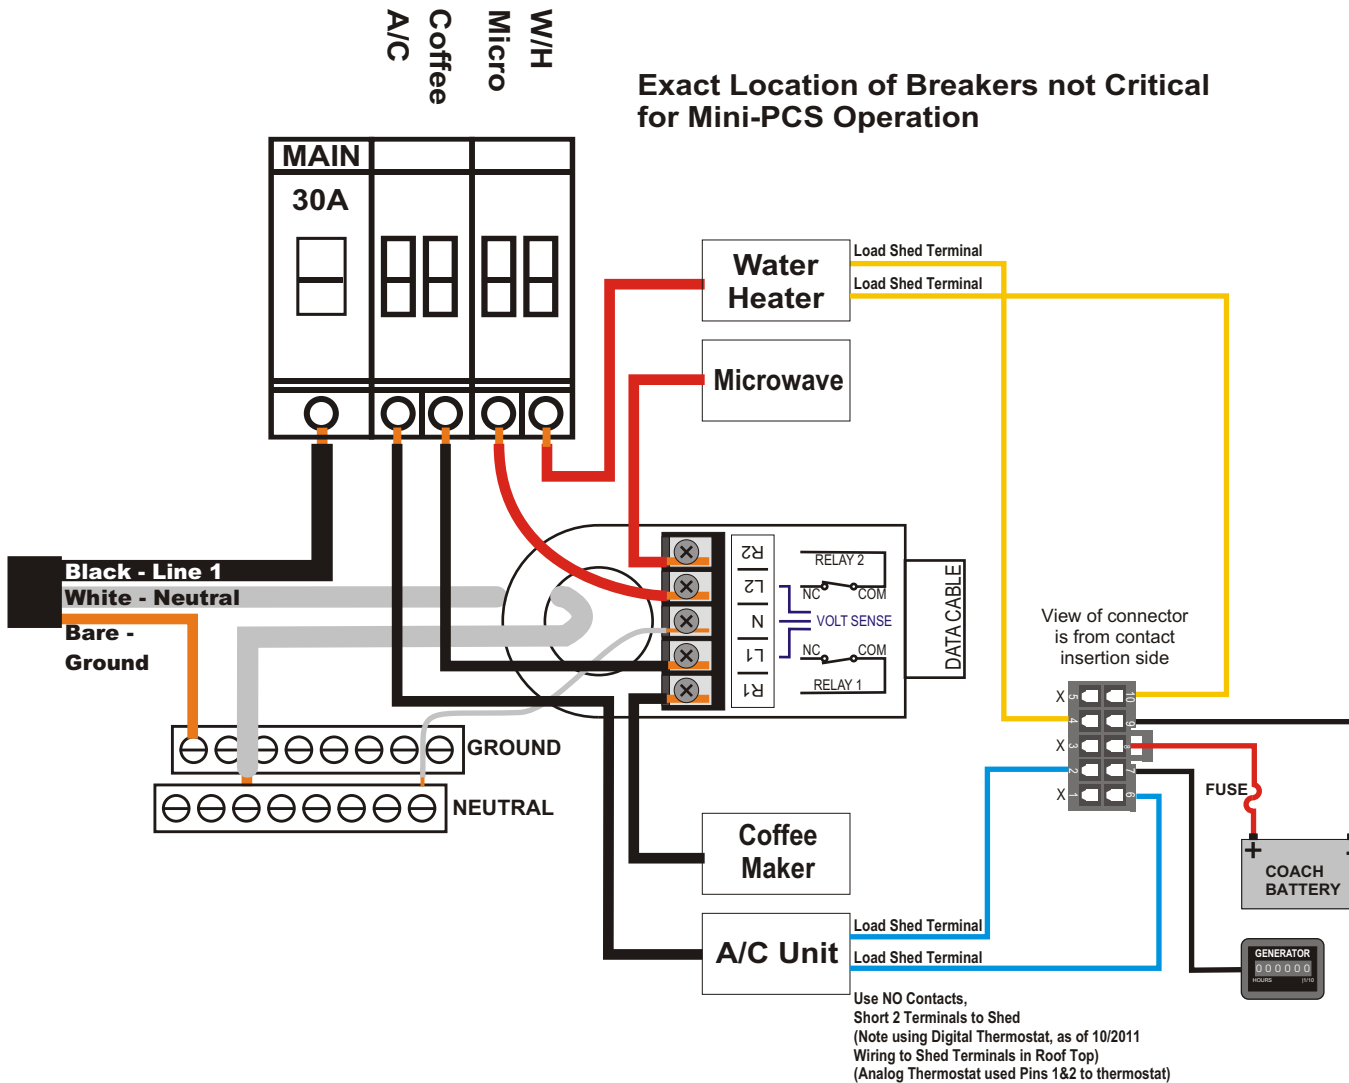 A/C
Coffee
Micro
W/H
Exact Location of Breakers not Critical
for Mini-PCS Operation
MAIN
30A
Water
Heater
Load Shed Terminal
Load Shed Terminal
Microwave
Black - Line 1
White - Neutral
Bare -
Ground
R2
L2
N
L1
R1
RELAY 2
NC COM
VOLT SENSE
NC COM
RELAY 1
DATA CABLE
View of connector
is from contact
insertion side
X 5 10
4 9
X 3 8
2 7
X 1 6
GROUND
NEUTRAL
FUSE
+ -
COACH
BATTERY
Coffee
Maker
A/C Unit
Load Shed Terminal
Load Shed Terminal
GENERATOR
000000
HOURS (1/10
Use NO Contacts,
Short 2 Terminals to Shed
(Note using Digital Thermostat, as of 10/2011
Wiring to Shed Terminals in Roof Top)
(Analog Thermostat used Pins 1&2 to thermostat)